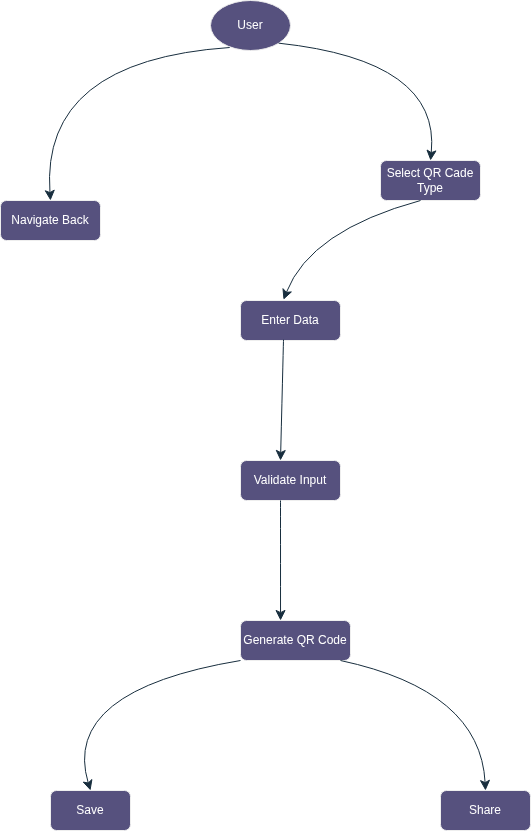 User
Select QR Cade
Type
Navigate Back
Enter Data
Validate Input
Generate QR Code
Save
Share